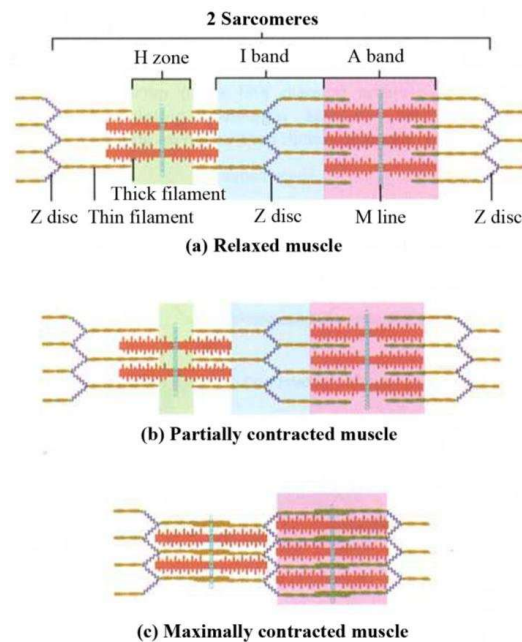 2 Sarcomeres
H zone I band A band
Thick filament
Thin filament
Z disc Z disc M line Z disc
(a) Relaxed muscle
(b) Partially contracted muscle
(c) Maximally contracted muscle